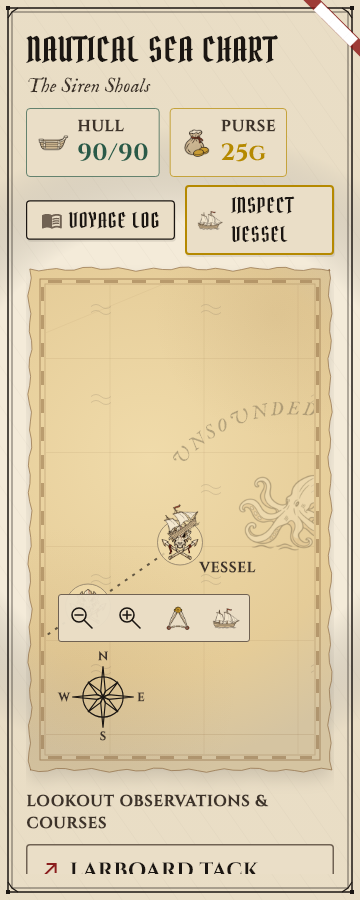 NAUTICAL SEA CHART
The Siren Shoals
HULL
90/90
PURSE
25G
VOYAGE LOG
INSPECT
VESSEL
UNSOUNDED
VESSEL
N
W
E
S
LOOKOUT OBSERVATIONS &
COURSES
LARBOARD TACK